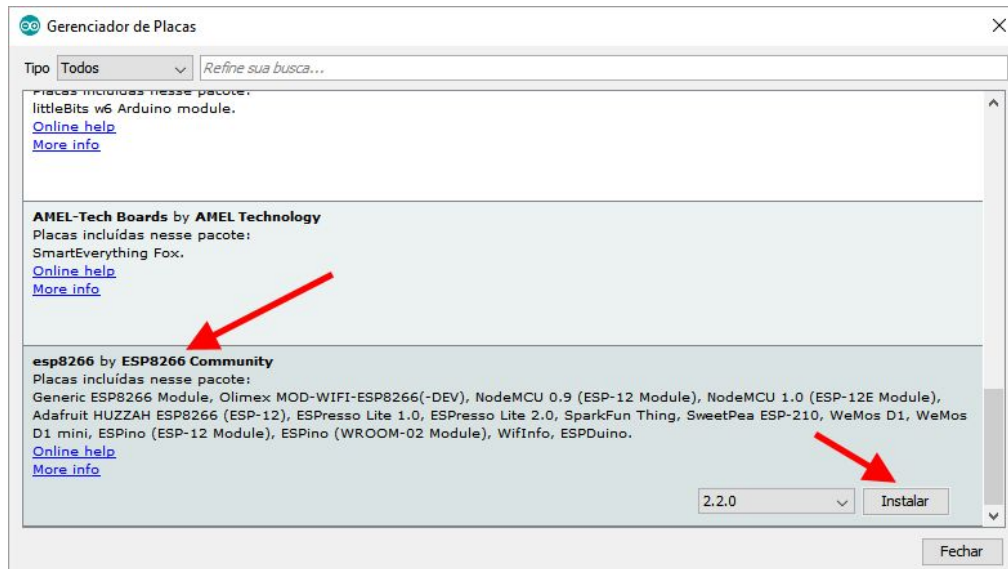 Gerenciador de Placas
Tipo Todos Refine sua busca...
Placas incluídas nesse pacote:
littleBits w6 Arduino module.
Online help
More info
AMEL-Tech Boards by AMEL Technology
Placas incluídas nesse pacote:
SmartEverything Fox.
Online help
More info
esp8266 by ESP8266 Community
Placas incluídas nesse pacote:
Generic ESP8266 Module, Olimex MOD-WIFI-ESP8266(-DEV), NodeMCU 0.9 (ESP-12 Module), NodeMCU 1.0 (ESP-12E Module),
Adafruit HUZZAH ESP8266 (ESP-12), ESPresso Lite 1.0, ESPresso Lite 2.0, SparkFun Thing, SweetPea ESP-210, WeMos D1, WeMos
D1 mini, ESPino (ESP-12 Module), ESPino (WROOM-02 Module), WifInfo, ESPDuino.
Online help
More info
2.2.0 Instalar
Fechar